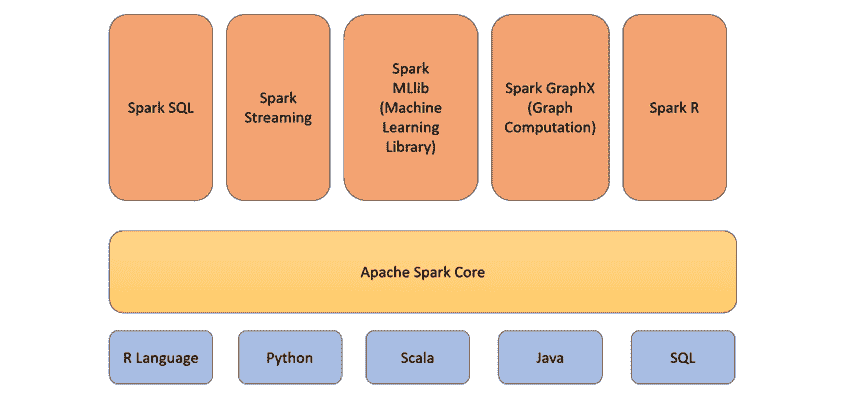 Spark SQL
Spark
Streaming
Spark
MLlib
(Machine
Learning
Library)
Spark GraphX
(Graph
Computation)
Spark R
Apache Spark Core
R Language
Python
Scala
Java
SQL